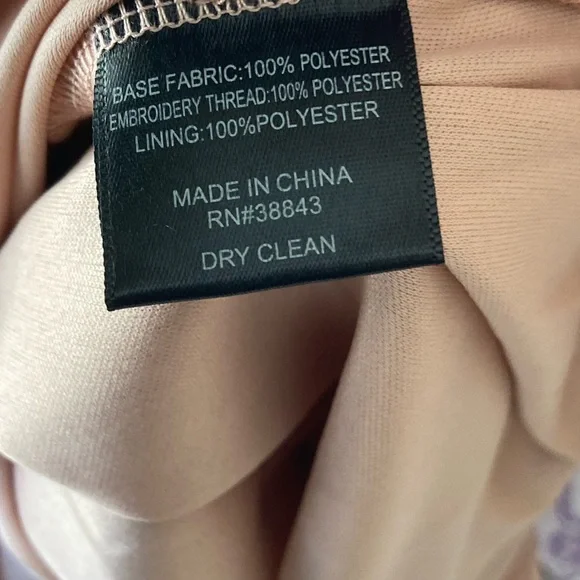 BASE FABRIC:100% POLYESTER
EMBROIDERY THREAD:100% POLYESTER
LINING:100%POLYESTER
MADE IN CHINA
RN#38843
DRY CLEAN